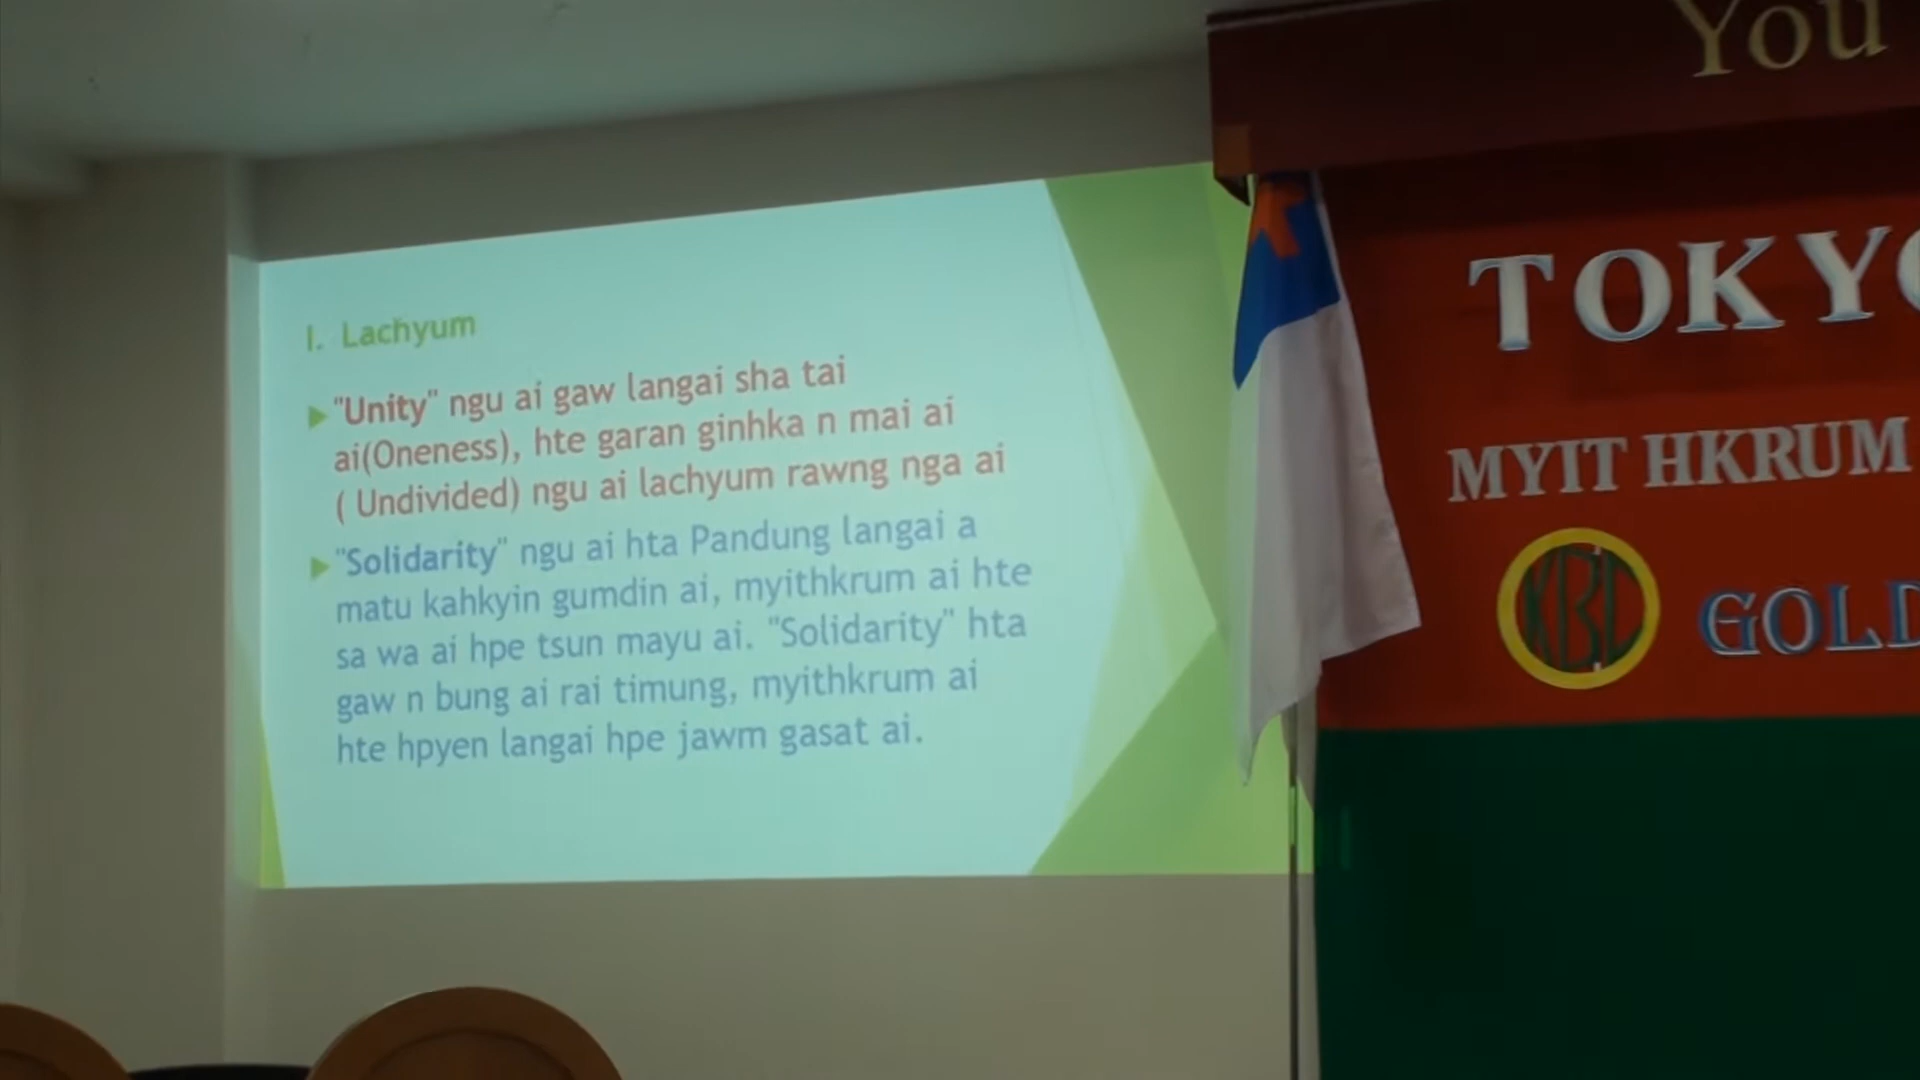 I. Lachyum
"Unity" ngu ai gaw langai sha tai
ai(Oneness), hte garan ginhka n mai ai
( Undivided) ngu ai lachyum rawng nga ai
"Solidarity" ngu ai hta Pandung langai a
matu kahkyin gumdin ai, myithkrum ai hte
sa wa ai hpe tsun mayu ai. "Solidarity" hta
gaw n bung ai rai timung, myithkrum ai
hte hpyen langai hpe jawm gasat ai.
You
TOKYO
MYIT HKRUM
KBC
GOLD